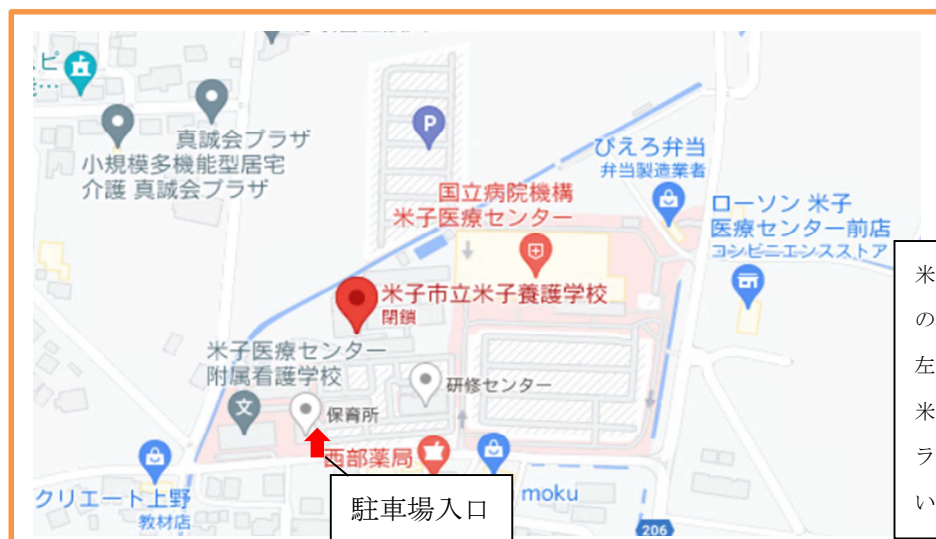 ピ
P
真誠会プラザ
小規模多機能型居宅
介護 真誠会プラザ
びえろ弁当
弁当製造業者
国立病院機構
米子医療センター
ローソン 米子
医療センター前店
コンビニエンスストア
米子市立米子養護学校
閉鎖
米子医療センター
附属看護学校
文
研修センター
保育所
西部薬局
クリエート上野
教材店
moku
駐車場入口
206
米
の
左
米
ラ
い